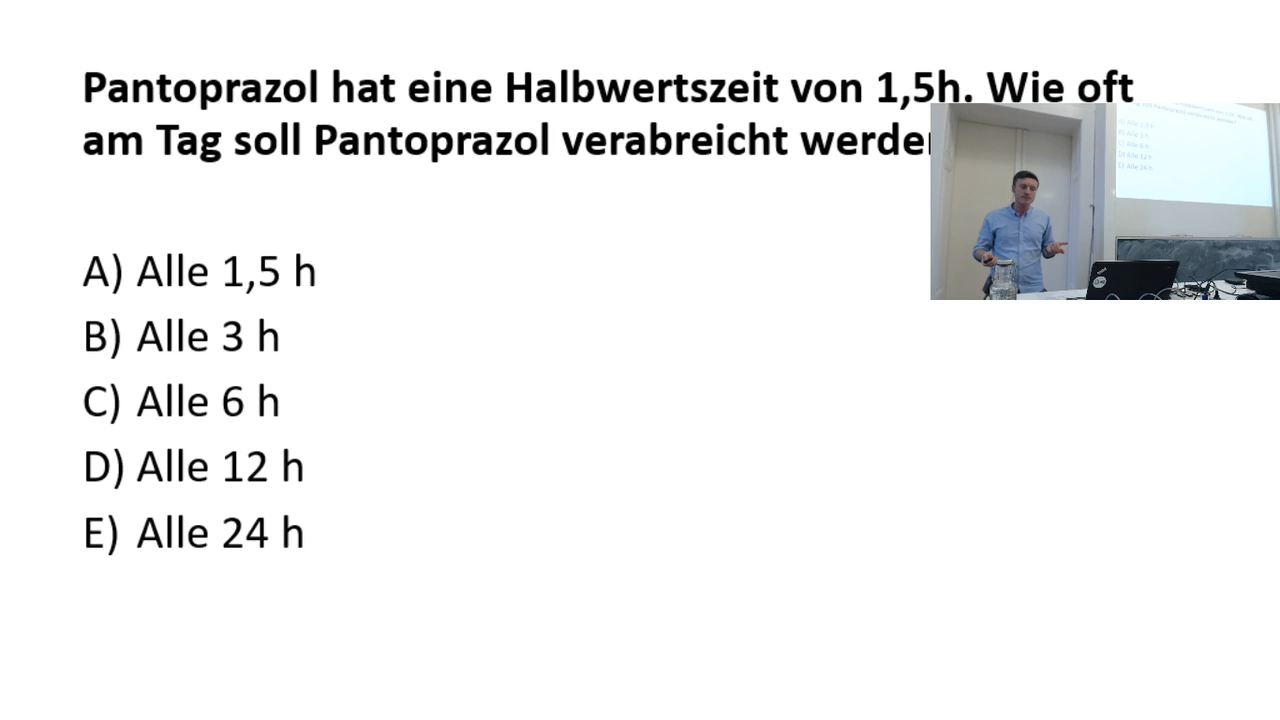 Pantoprazol hat eine Halbwertszeit von 1,5h. Wie oft
am Tag soll Pantoprazol verabreicht
A) Alle 1,5 h
B) Alle 3 h
C) Alle 6 h
D) Alle 12 h
E) Alle 24 h